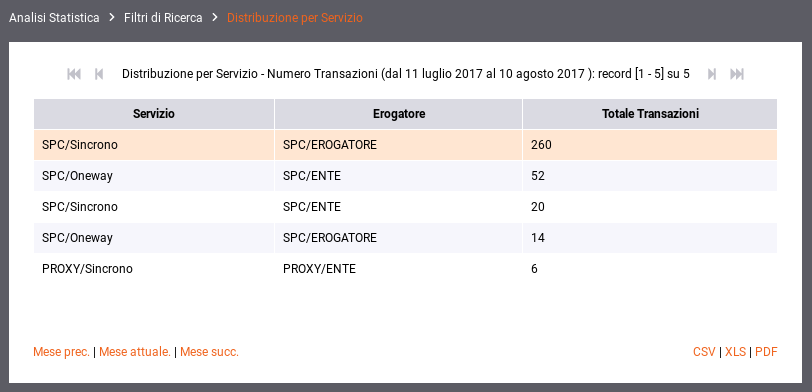 Analisi Statistica > Filtri di Ricerca > Distribuzione per Servizio
Distribuzione per Servizio - Numero Transazioni (dal 11 luglio 2017 al 10 agosto 2017 ): record [1 - 5] su 5
Servizio Erogatore Totale Transazioni
SPC/Sincrono SPC/EROGATORE 260
SPC/Oneway SPC/ENTE 52
SPC/Sincrono SPC/ENTE 20
SPC/Oneway SPC/EROGATORE 14
PROXY/Sincrono PROXY/ENTE 6
Mese prec. | Mese attuale. | Mese succ. CSV | XLS | PDF